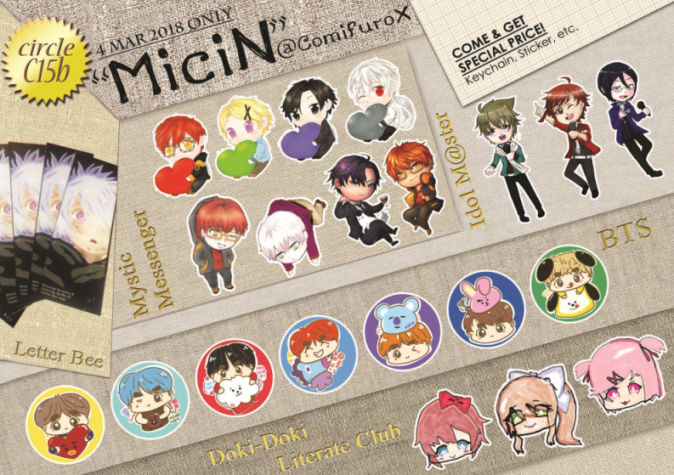 circle
C15b
4 MAR 2018 ONLY
"MiciN"
@ComifuroX
COME & GET
SPECIAL PRICE!
Keychain, Sticker, etc.
Mystic
Messenger
Idol M@ster
BTS
Letter Bee
Doki-Doki
Literate Club